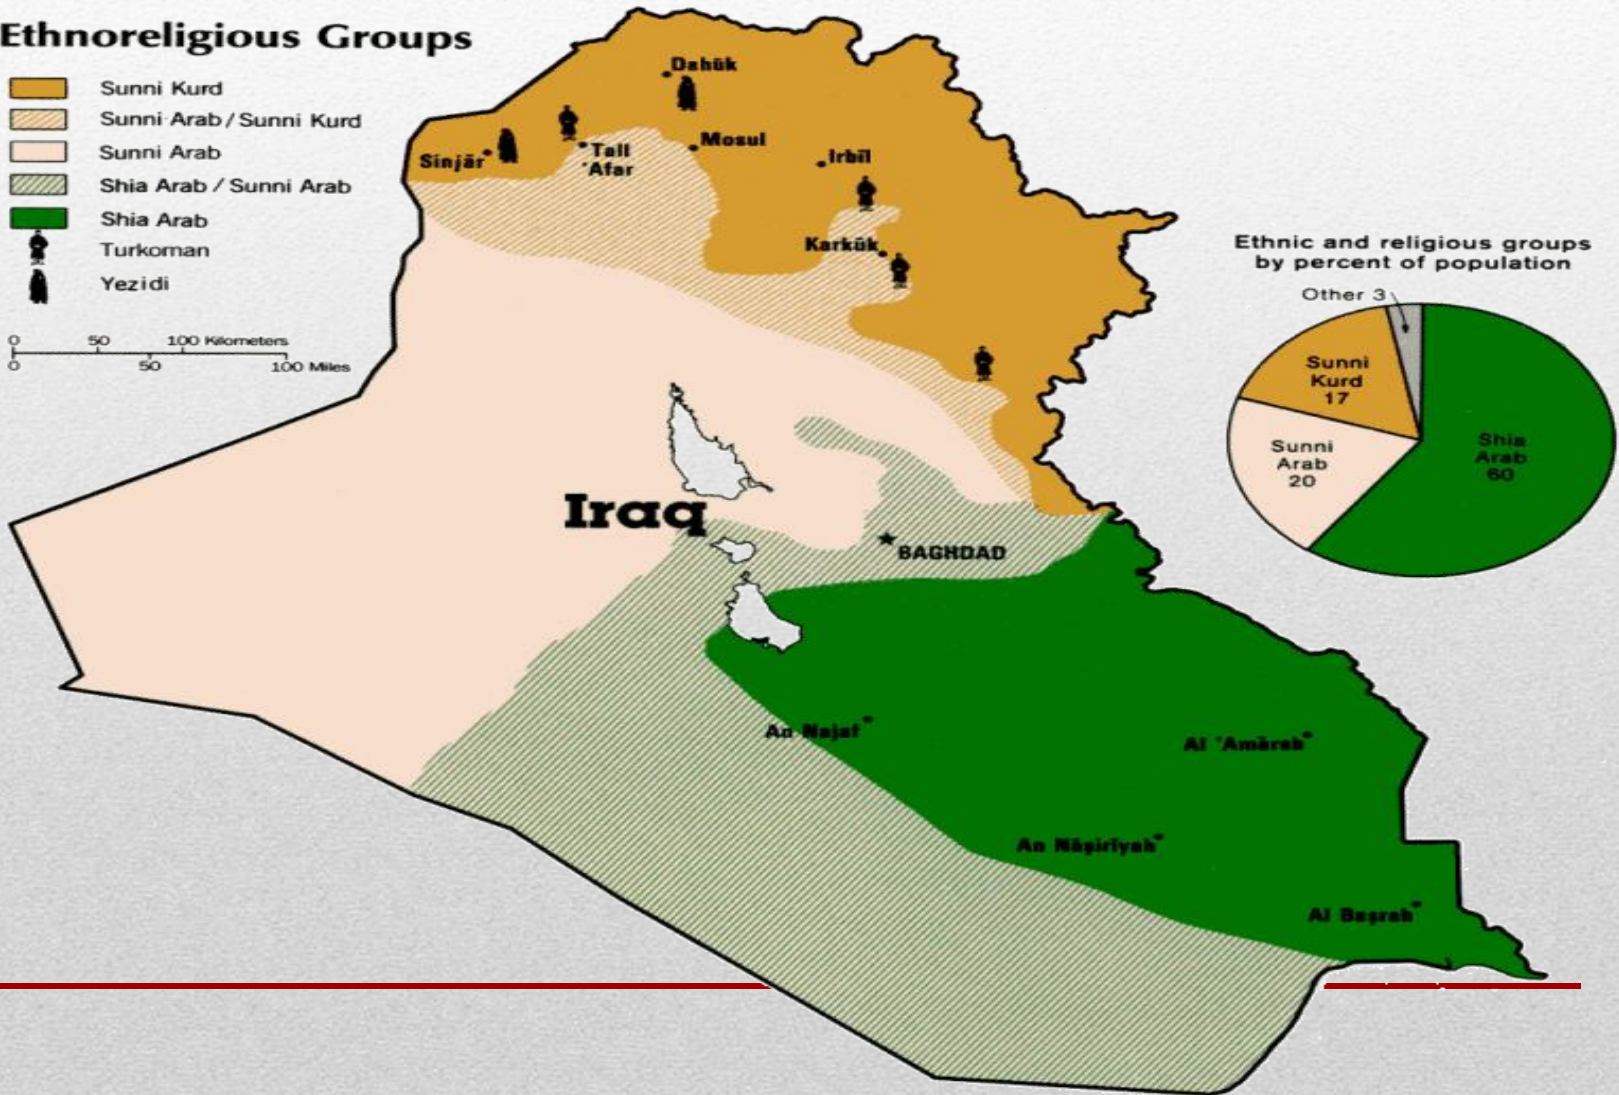 Ethnoreligious Groups
Sunni Kurd
Sunni Arab / Sunni Kurd
Sunni Arab
Shia Arab / Sunni Arab
Shia Arab
Turkoman
Yezidi
0 50 100 Kilometers
0 50 100 Miles
Dahūk
Mosul
Sinjār
Tall
'Afar
Irbīl
Karkūk
Iraq
BAGHDAD
An Najaf
Al 'Amārah
An Nāşirīyah
Al Başrah
Ethnic and religious groups
by percent of population
Other 3
Sunni
Kurd
17
Sunni
Arab
20
Shia
Arab
60